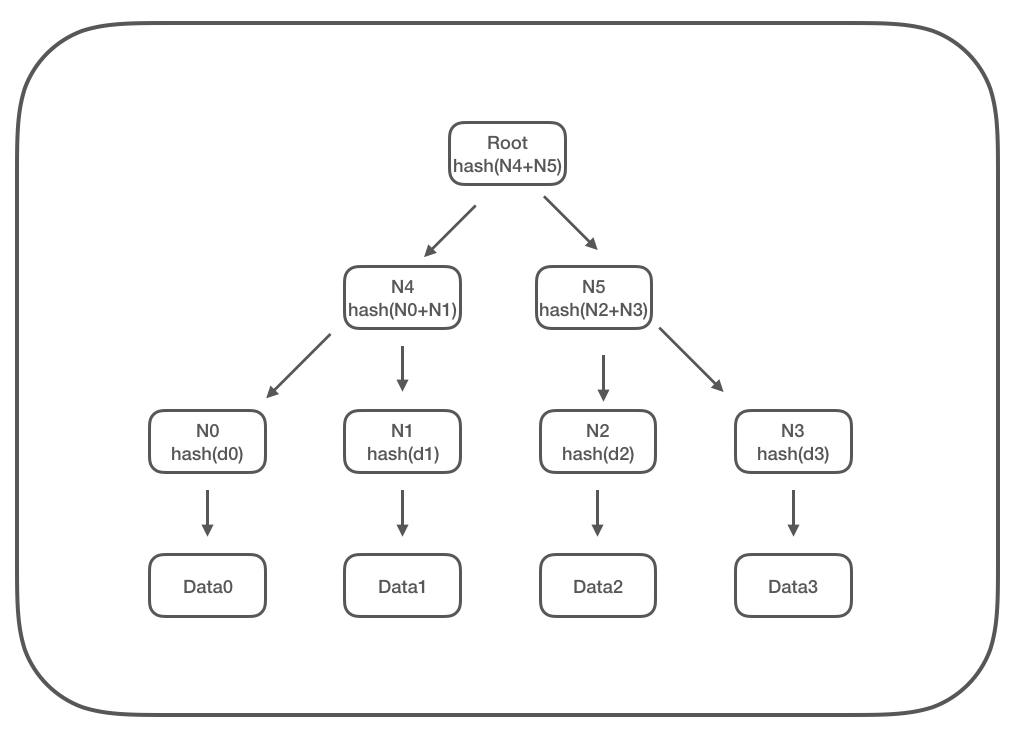 Root
hash(N4+N5)
N4
hash(N0+N1)
N5
hash(N2+N3)
N0
hash(d0)
N1
hash(d1)
N2
hash(d2)
N3
hash(d3)
Data0
Data1
Data2
Data3